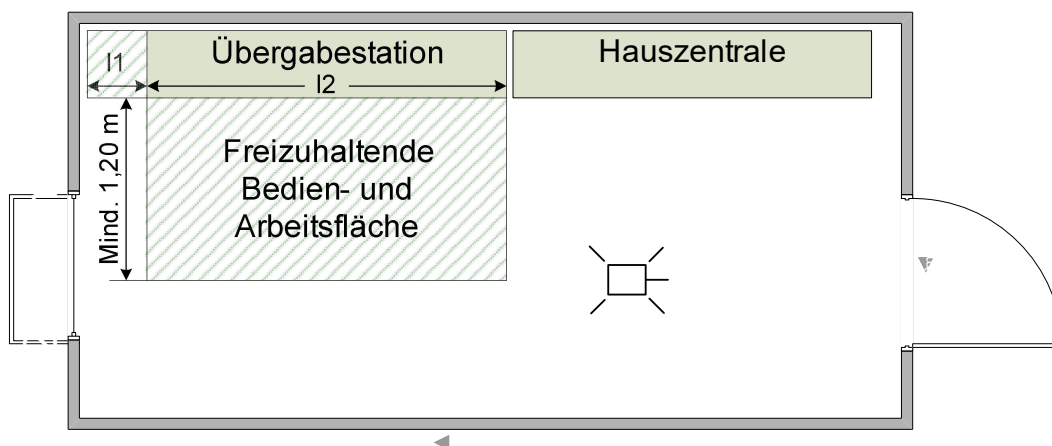 l1
Übergabestation
l2
Hauszentrale
Mind. 1,20 m
Freizuhaltende
Bedien- und
Arbeitsfläche